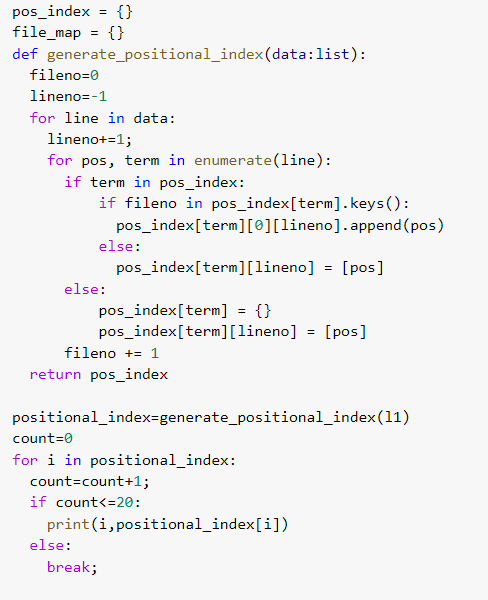 pos_index = {}
file_map = {}
def generate_positional_index(data:list):
  fileno=0
  lineno=-1
  for line in data:
    lineno+=1;
    for pos, term in enumerate(line):
      if term in pos_index:
          if fileno in pos_index[term].keys():
            pos_index[term][0][lineno].append(pos)
          else:
            pos_index[term][lineno] = [pos]
      else:
          pos_index[term] = {}
          pos_index[term][lineno] = [pos]
      fileno += 1
  return pos_index

positional_index=generate_positional_index(l1)
count=0
for i in positional_index:
  count=count+1;
  if count<=20:
    print(i,positional_index[i])
  else:
    break;